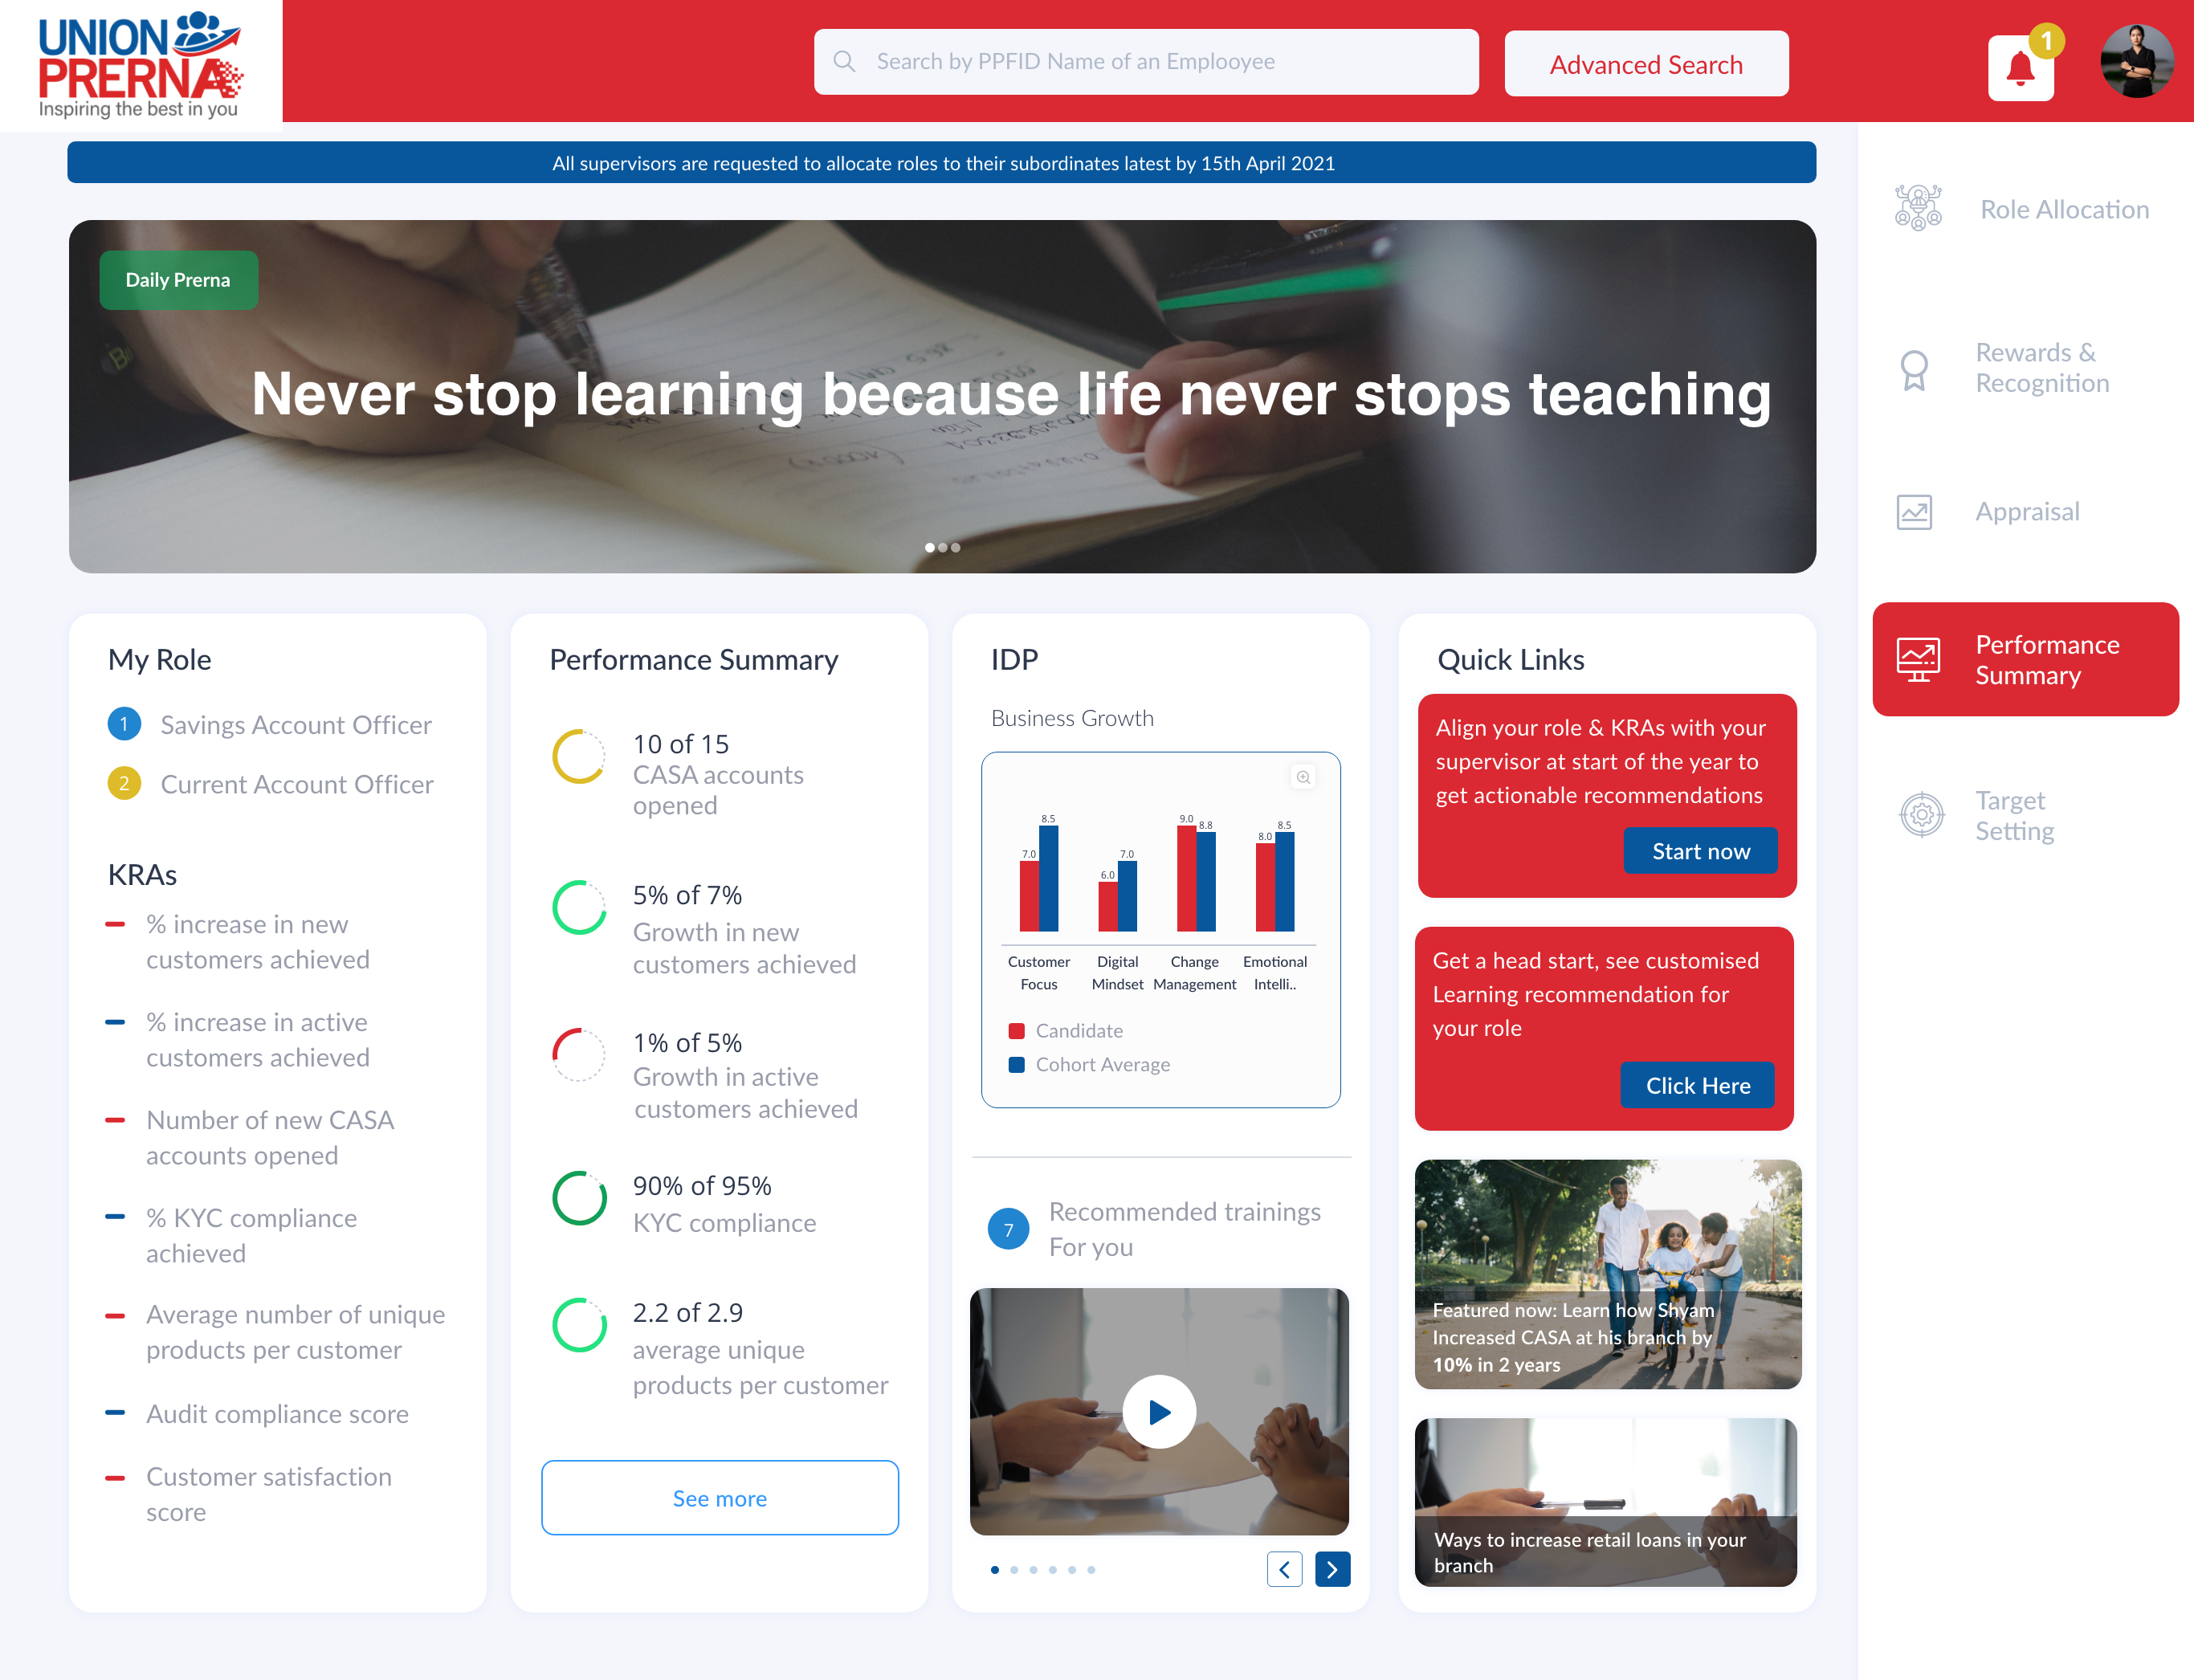 UNION
PRERNA
Inspiring the best in you
Search by PPFID Name of an Emplooyee
Advanced Search
1
All supervisors are requested to allocate roles to their subordinates latest by 15th April 2021
Daily Prerna
Never stop learning because life never stops teaching
Role Allocation
Rewards &
Recognition
Appraisal
Performance
Summary
Target
Setting
My Role
1 Savings Account Officer
2 Current Account Officer
KRAs
% increase in new
customers achieved
% increase in active
customers achieved
Number of new CASA
accounts opened
% KYC compliance
achieved
Average number of unique
products per customer
Audit compliance score
Customer satisfaction
score
Performance Summary
10 of 15
CASA accounts
opened
5% of 7%
Growth in new
customers achieved
1% of 5%
Growth in active
customers achieved
90% of 95%
KYC compliance
2.2 of 2.9
average unique
products per customer
See more
IDP
Business Growth
7.0 8.5 6.0 7.0 9.0 8.8 8.0 8.5
Customer Digital Change Emotional
Focus Mindset Management Intelli..
Candidate
Cohort Average
7
Recommended trainings
For you
Quick Links
Align your role & KRAs with your
supervisor at start of the year to
get actionable recommendations
Start now
Get a head start, see customised
Learning recommendation for
your role
Click Here
Featured now: Learn how Shyam
Increased CASA at his branch by
10% in 2 years
Ways to increase retail loans in your
branch